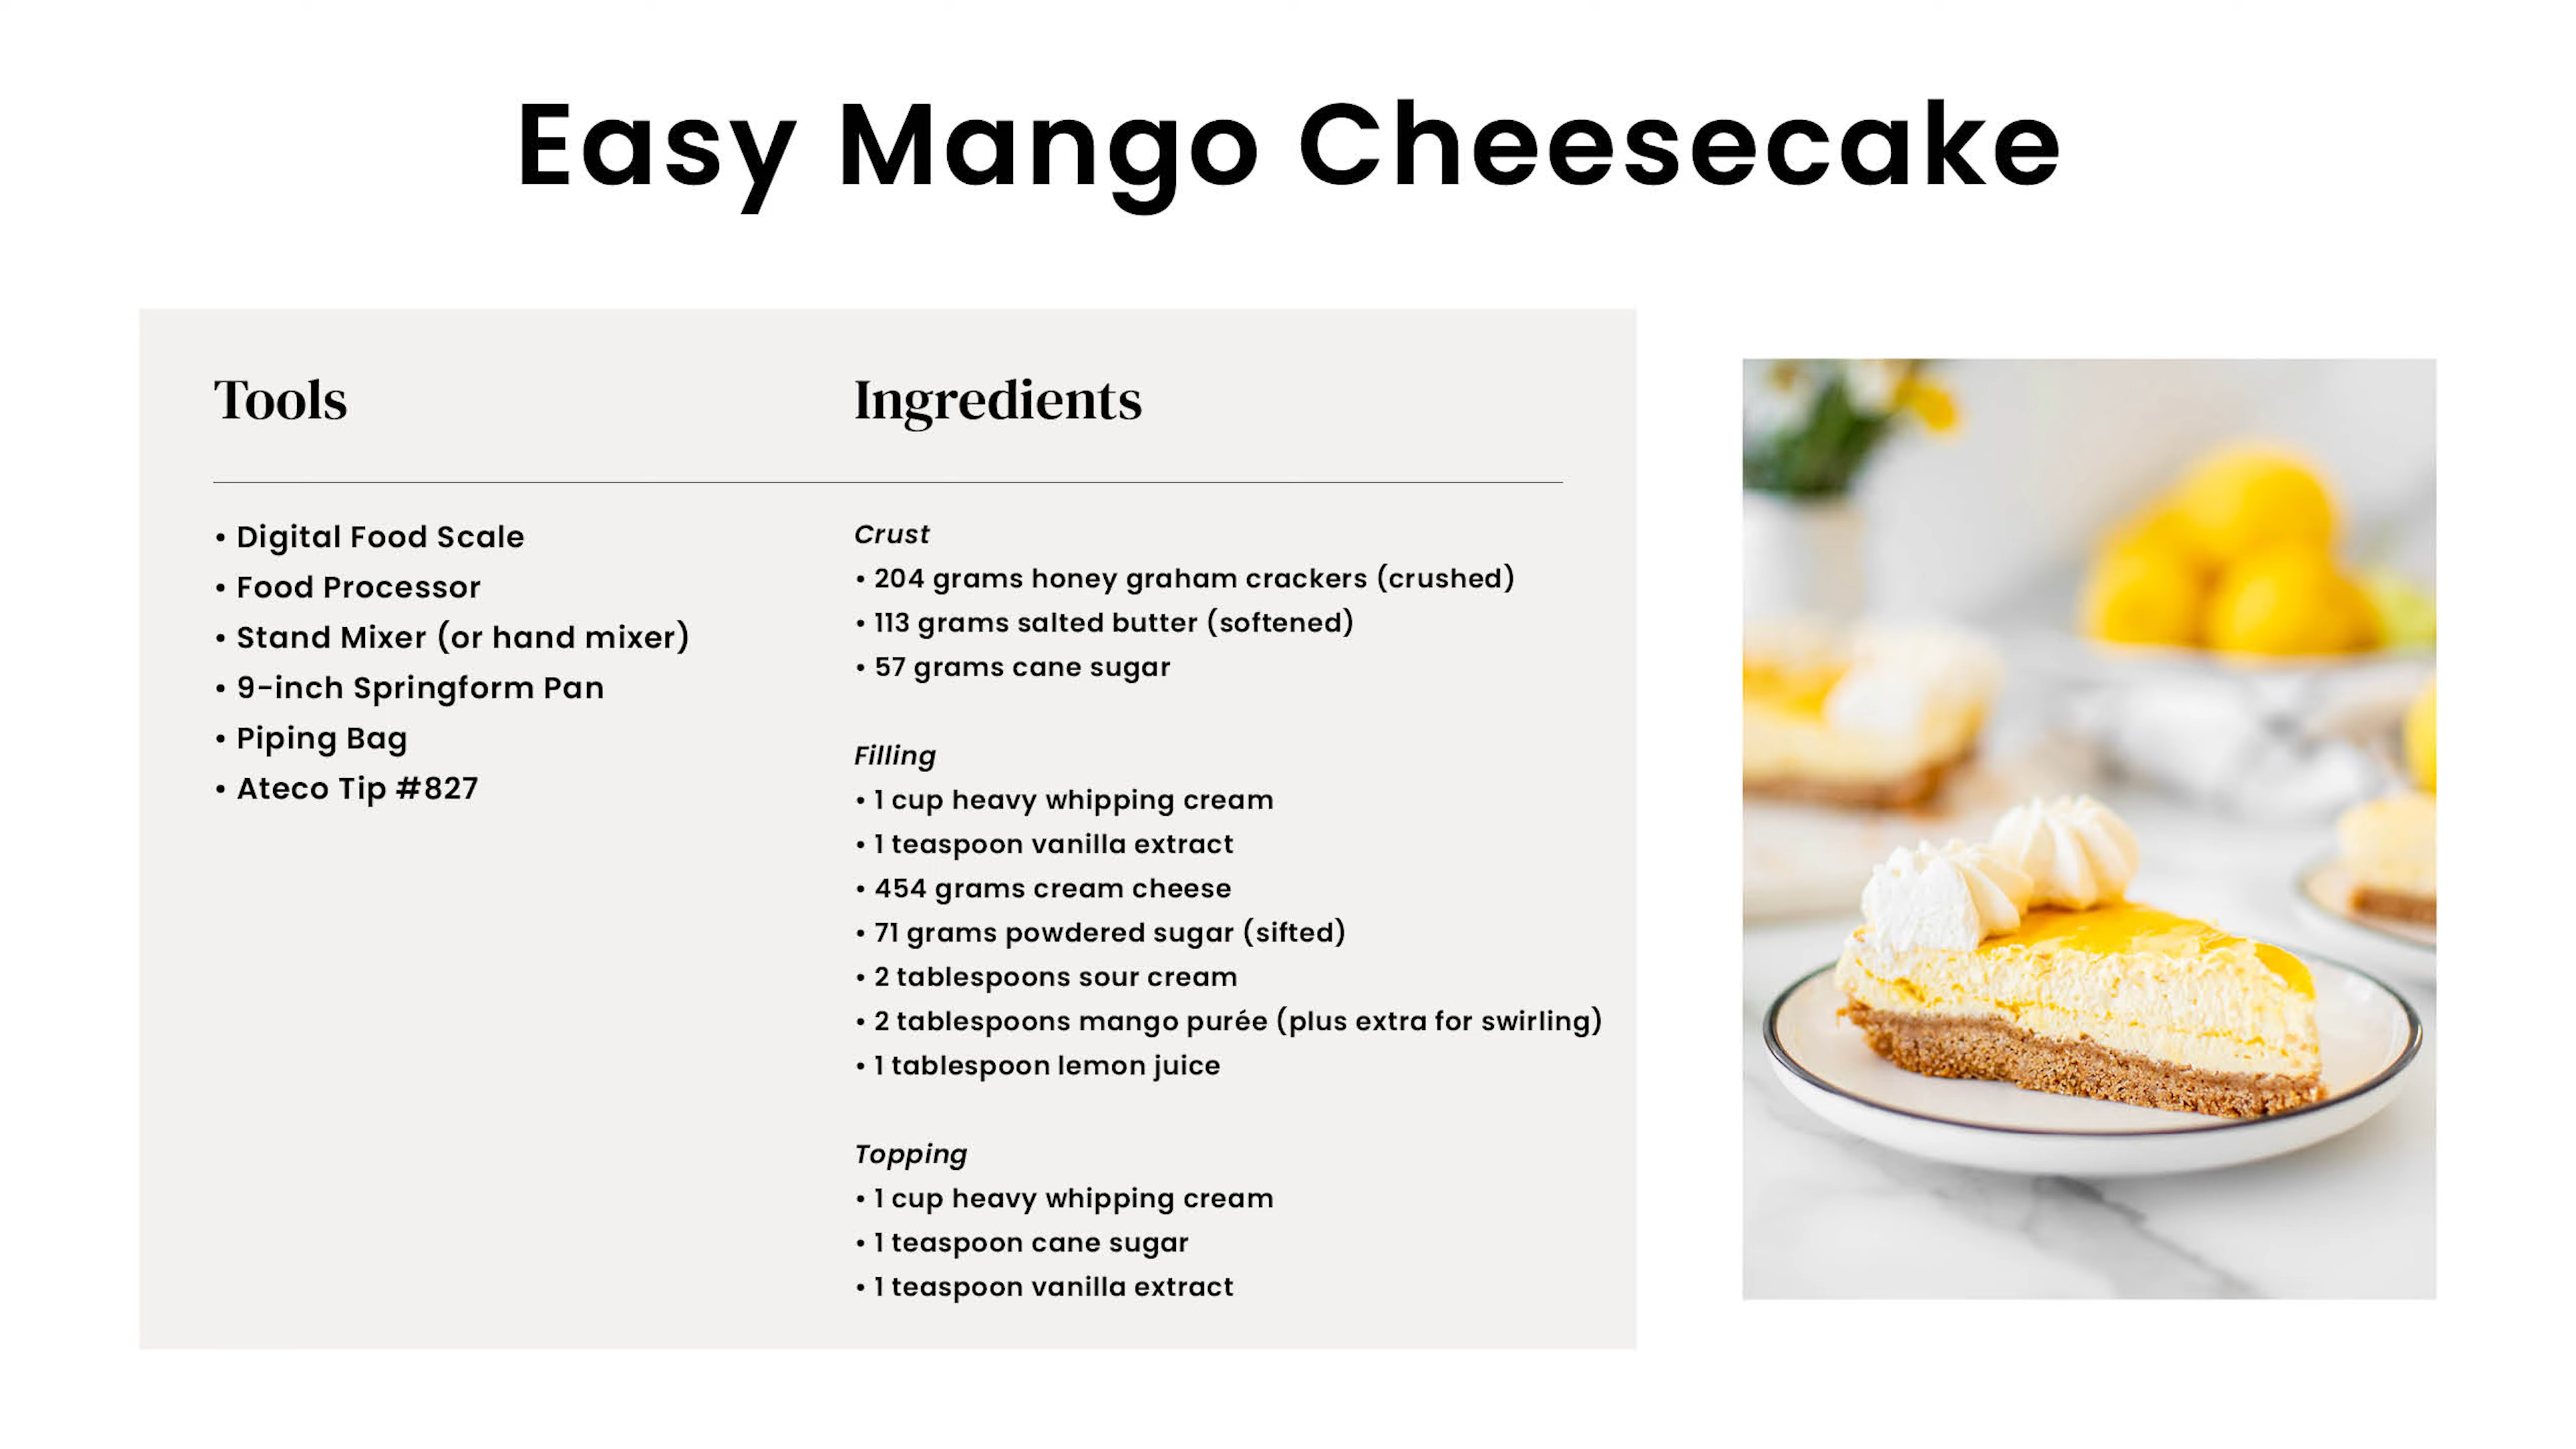 Easy Mango Cheesecake
Tools
• Digital Food Scale
• Food Processor
• Stand Mixer (or hand mixer)
• 9-inch Springform Pan
• Piping Bag
• Ateco Tip #827
Ingredients
Crust
• 204 grams honey graham crackers (crushed)
• 113 grams salted butter (softened)
• 57 grams cane sugar
Filling
• 1 cup heavy whipping cream
• 1 teaspoon vanilla extract
• 454 grams cream cheese
• 71 grams powdered sugar (sifted)
• 2 tablespoons sour cream
• 2 tablespoons mango purée (plus extra for swirling)
• 1 tablespoon lemon juice
Topping
• 1 cup heavy whipping cream
• 1 teaspoon cane sugar
• 1 teaspoon vanilla extract